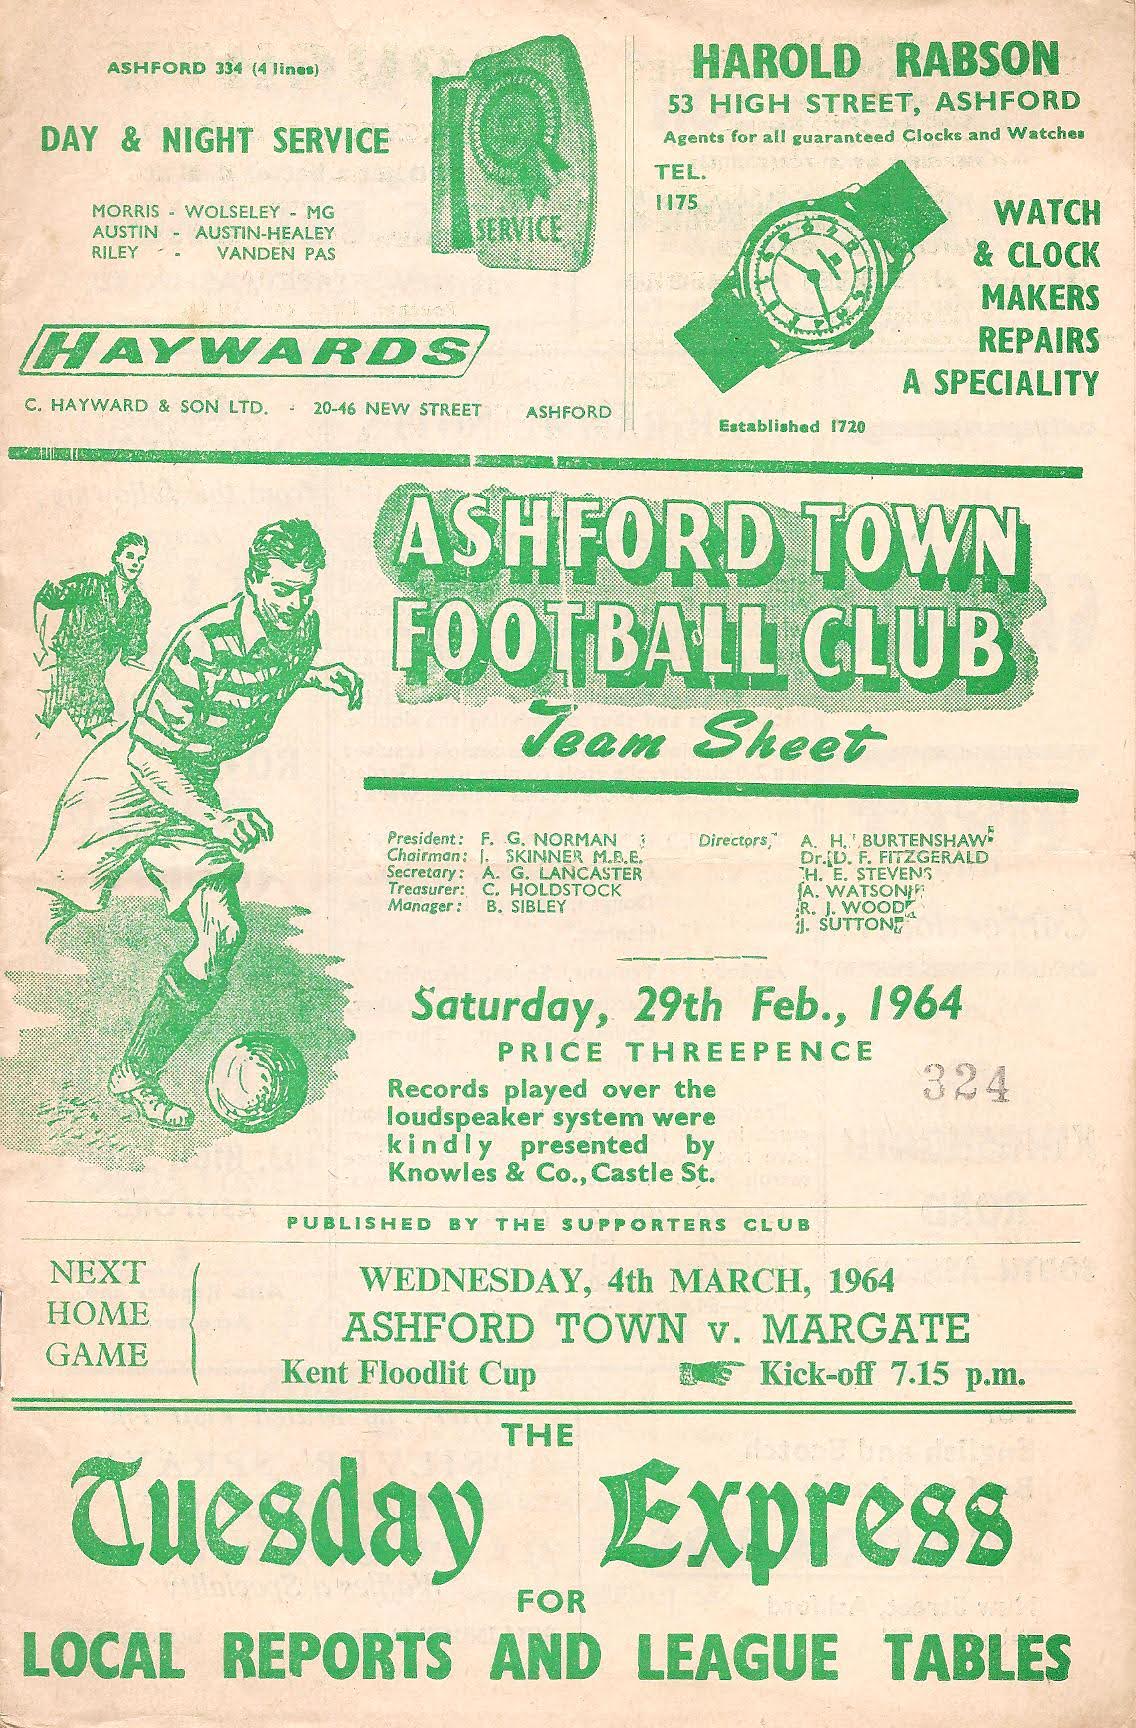 ASHFORD 334 (4 lines)
DAY & NIGHT SERVICE
MORRIS - WOLSELEY - MG
AUSTIN - AUSTIN-HEALEY
RILEY - VANDEN PAS
SERVICE
HAYWARDS
C. HAYWARD & SON LTD. - 20-46 NEW STREET ASHFORD
HAROLD RABSON
53 HIGH STREET, ASHFORD
Agents for all guaranteed Clocks and Watches
TEL.
1175
WATCH
& CLOCK
MAKERS
REPAIRS
A SPECIALITY
Established 1720
ASHFORD TOWN
FOOTBALL CLUB
Team Sheet
President: F. G. NORMAN
Chairman: J. SKINNER M.B.E.
Secretary: A. G. LANCASTER
Treasurer: C. HOLDSTOCK
Manager: B. SIBLEY
Directors, A. H. BURTENSHAW
Dr. D. F. FITZGERALD
H. E. STEVENS
A. WATSON
R. J. WOOD
J. SUTTON
Saturday, 29th Feb., 1964
PRICE THREEPENCE
324
Records played over the
loudspeaker system were
kindly presented by
Knowles & Co., Castle St.
PUBLISHED BY THE SUPPORTERS CLUB
NEXT
HOME
GAME
WEDNESDAY, 4th MARCH, 1964
ASHFORD TOWN v. MARGATE
Kent Floodlit Cup Kick-off 7.15 p.m.
THE
Tuesday Express
FOR
LOCAL REPORTS AND LEAGUE TABLES